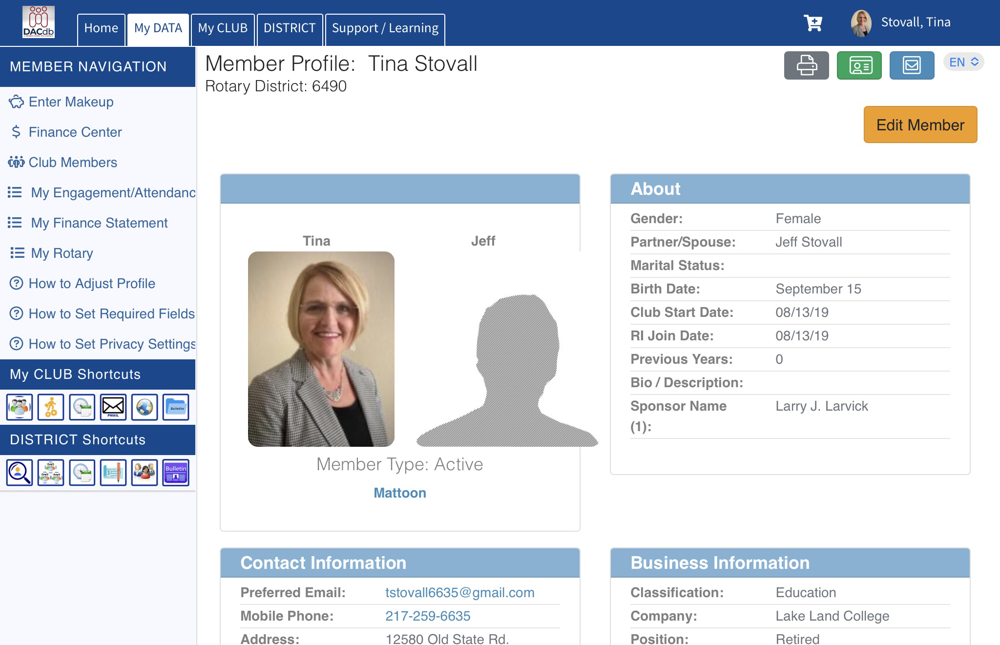 DACdb
Home
My DATA
My CLUB
DISTRICT
Support / Learning
Stovall, Tina
MEMBER NAVIGATION
Enter Makeup
Finance Center
Club Members
My Engagement/Attendanc
My Finance Statement
My Rotary
How to Adjust Profile
How to Set Required Fields
How to Set Privacy Settings
My CLUB Shortcuts
PMAIL
Bulletins
DISTRICT Shortcuts
Bulletin
Member Profile: Tina Stovall
Rotary District: 6490
EN
Edit Member
Tina
Jeff
Member Type: Active
Mattoon
About
Gender: Female
Partner/Spouse: Jeff Stovall
Marital Status:
Birth Date: September 15
Club Start Date: 08/13/19
RI Join Date: 08/13/19
Previous Years: 0
Bio / Description:
Sponsor Name Larry J. Larvick
(1):
Contact Information
Preferred Email: tstovall6635@gmail.com
Mobile Phone: 217-259-6635
Address: 12580 Old State Rd.
Business Information
Classification: Education
Company: Lake Land College
Position: Retired